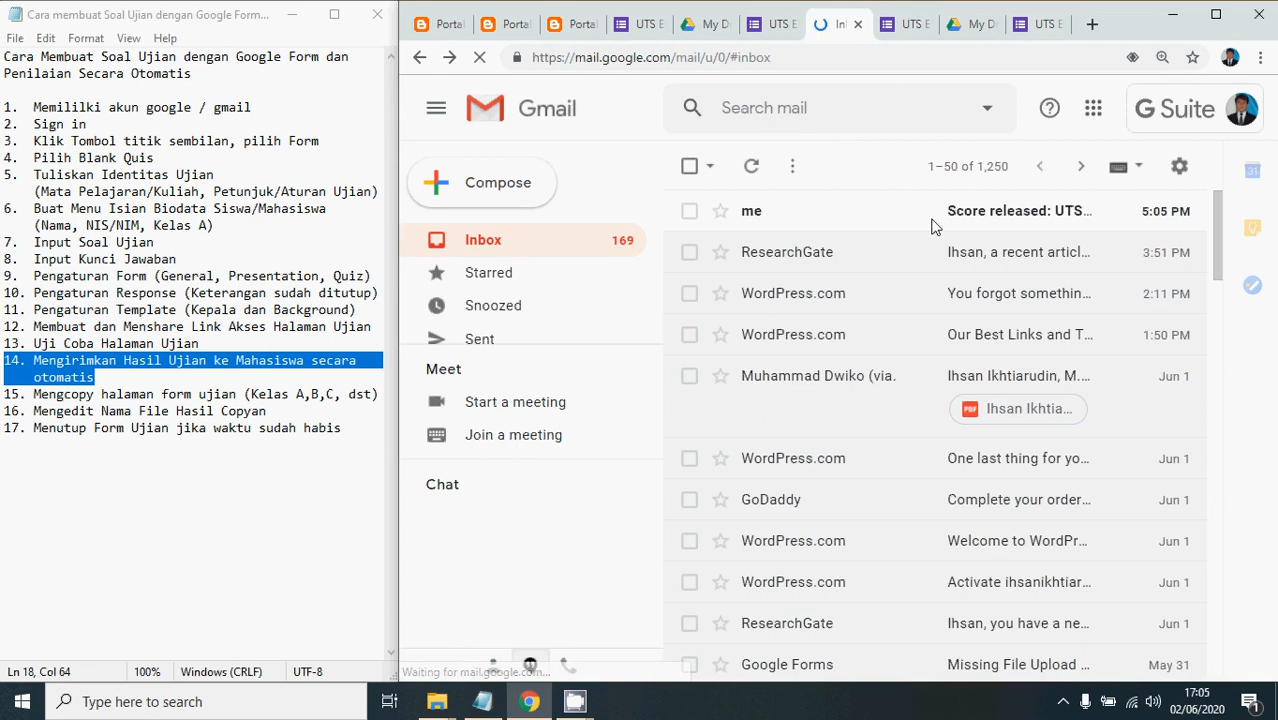 Cara membuat Soal Ujian dengan Google Form...
File Edit Format View Help
Cara Membuat Soal Ujian dengan Google Form dan
Penilaian Secara Otomatis
1. Memililki akun google / gmail
2. Sign in
3. Klik Tombol titik sembilan, pilih Form
4. Pilih Blank Quis
5. Tuliskan Identitas Ujian
(Mata Pelajaran/Kuliah, Petunjuk/Aturan Ujian)
6. Buat Menu Isian Biodata Siswa/Mahasiswa
(Nama, NIS/NIM, Kelas A)
7. Input Soal Ujian
8. Input Kunci Jawaban
9. Pengaturan Form (General, Presentation, Quiz)
10. Pengaturan Response (Keterangan sudah ditutup)
11. Pengaturan Template (Kepala dan Background)
12. Membuat dan Menshare Link Akses Halaman Ujian
13. Uji Coba Halaman Ujian
14. Mengirimkan Hasil Ujian ke Mahasiswa secara
otomatis
15. Mengcopy halaman form ujian (Kelas A,B,C, dst)
16. Mengedit Nama File Hasil Copyan
17. Menutup Form Ujian jika waktu sudah habis
Ln 18, Col 64 100% Windows (CRLF) UTF-8
Porta Porta Porta UTS E My D UTS E In UTS E My D UTS E
https://mail.google.com/mail/u/0/#inbox
Gmail
Search mail
G Suite
Compose
1–50 of 1,250
Inbox 169
Starred
Snoozed
Sent
Meet
Start a meeting
Join a meeting
Chat
me Score released: UTS... 5:05 PM
ResearchGate Ihsan, a recent articl... 3:51 PM
WordPress.com You forgot somethin... 2:11 PM
WordPress.com Our Best Links and T... 1:50 PM
Muhammad Dwiko (via. Ihsan Ikhtiarudin, M.... Jun 1
PDF Ihsan Ikhtia...
WordPress.com One last thing for yo... Jun 1
GoDaddy Complete your order... Jun 1
WordPress.com Welcome to WordPr... Jun 1
WordPress.com Activate ihsanikhtiar... Jun 1
ResearchGate Ihsan, you have a ne... Jun 1
Google Forms Missing File Upload ... May 31
Waiting for mail.google.com...
Type here to search
17:05
02/06/2020
1